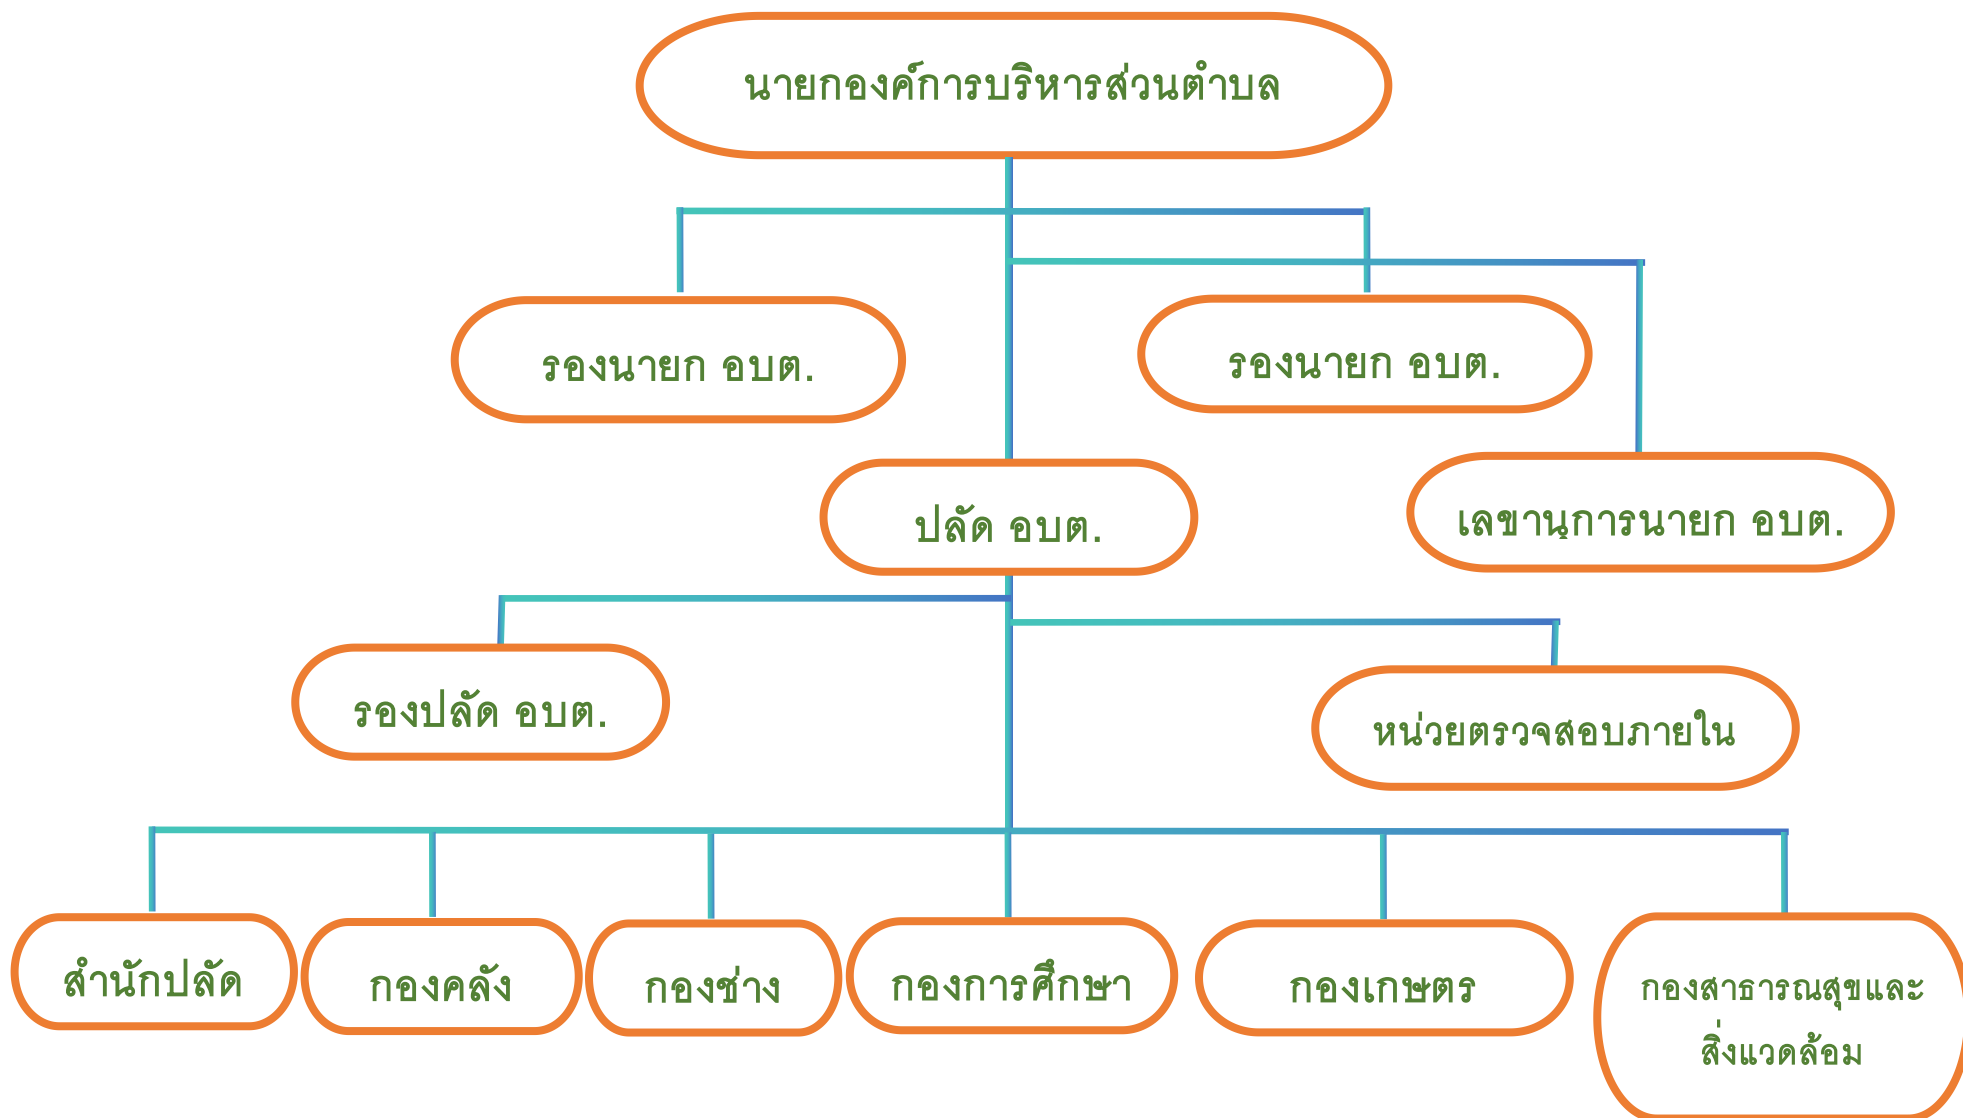 นายกองค์การบริหารส่วนตำบล
รองนายก อบต.
รองนายก อบต.
ปลัด อบต.
เลขานุการนายก อบต.
รองปลัด อบต.
หน่วยตรวจสอบภายใน
สำนักปลัด
กองคลัง
กองช่าง
กองการศึกษา
กองเกษตร
กองสาธารณสุขและ
สิ่งแวดล้อม